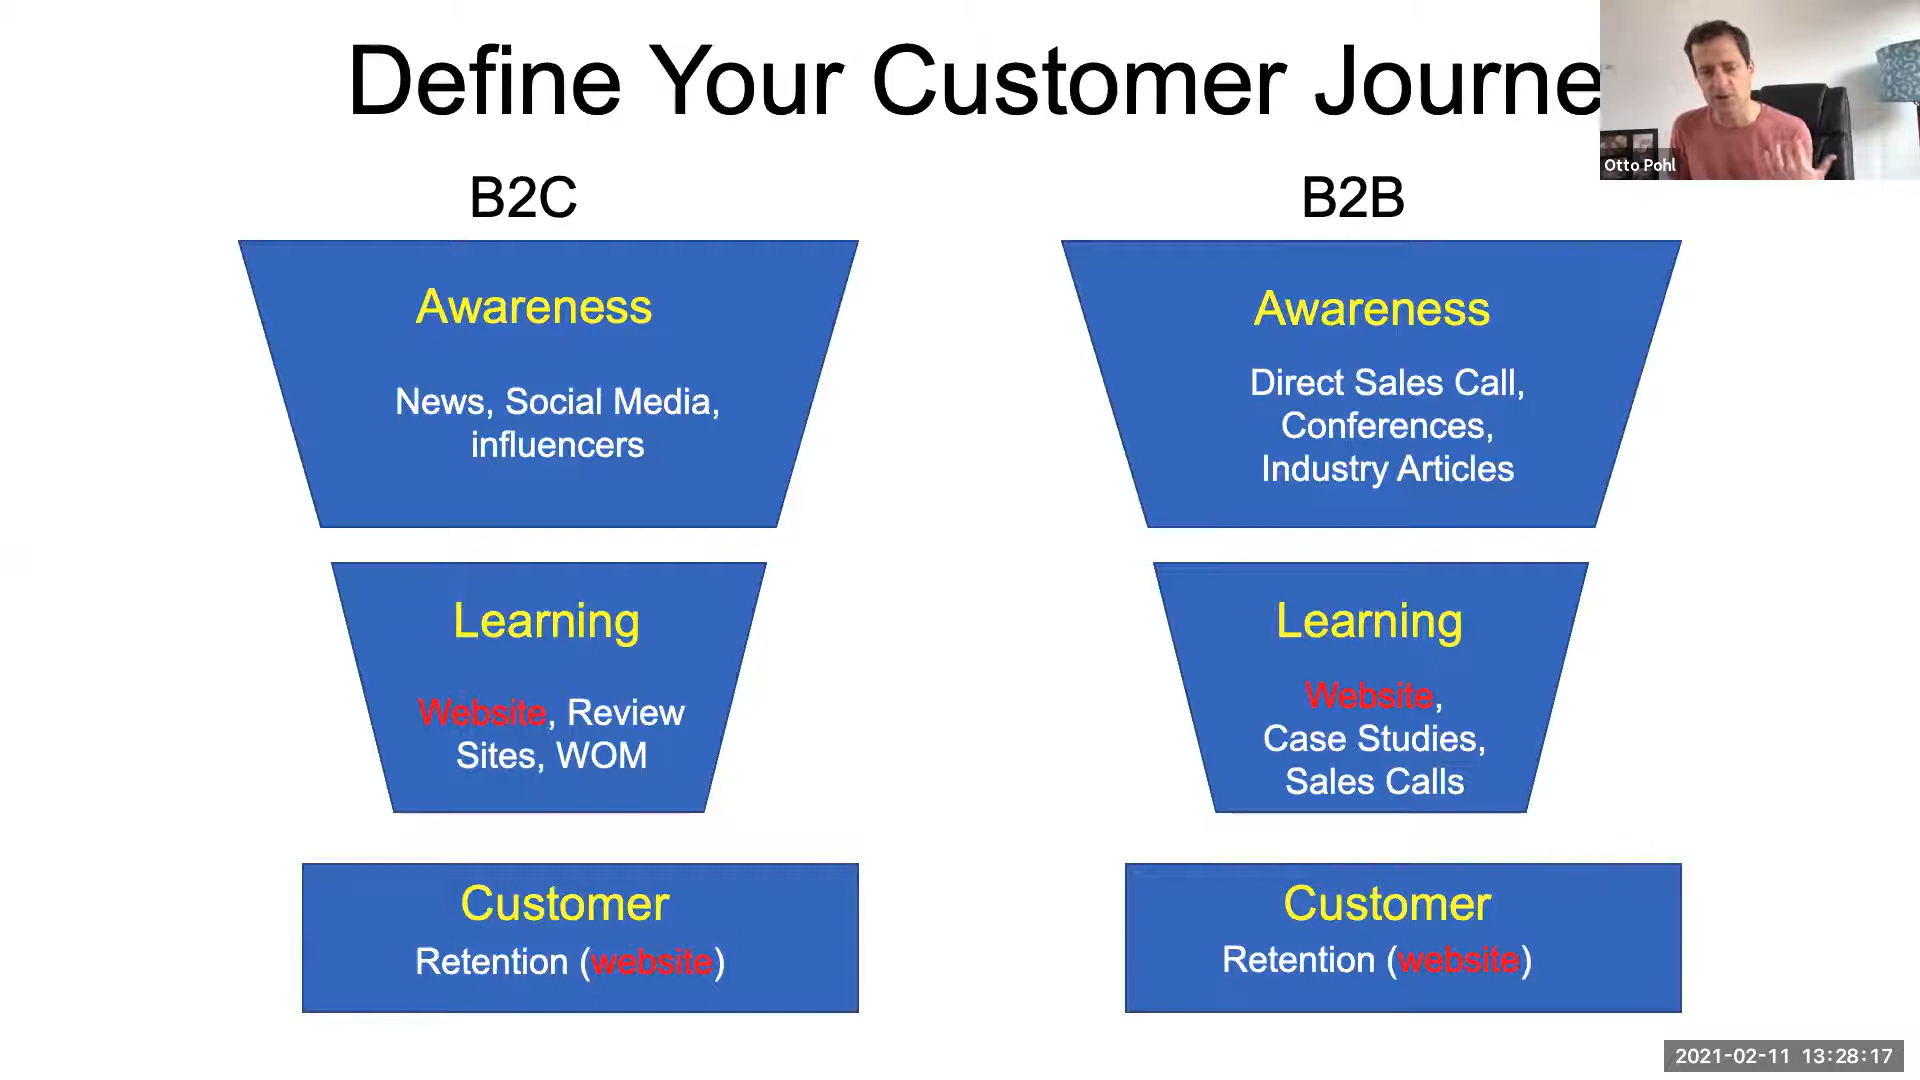 Define Your Customer Journe
Otto Pohl
B2C
Awareness
News, Social Media,
influencers
Learning
Website, Review
Sites, WOM
Customer
Retention (website)
B2B
Awareness
Direct Sales Call,
Conferences,
Industry Articles
Learning
Website,
Case Studies,
Sales Calls
Customer
Retention (website)
2021-02-11 13:28:17